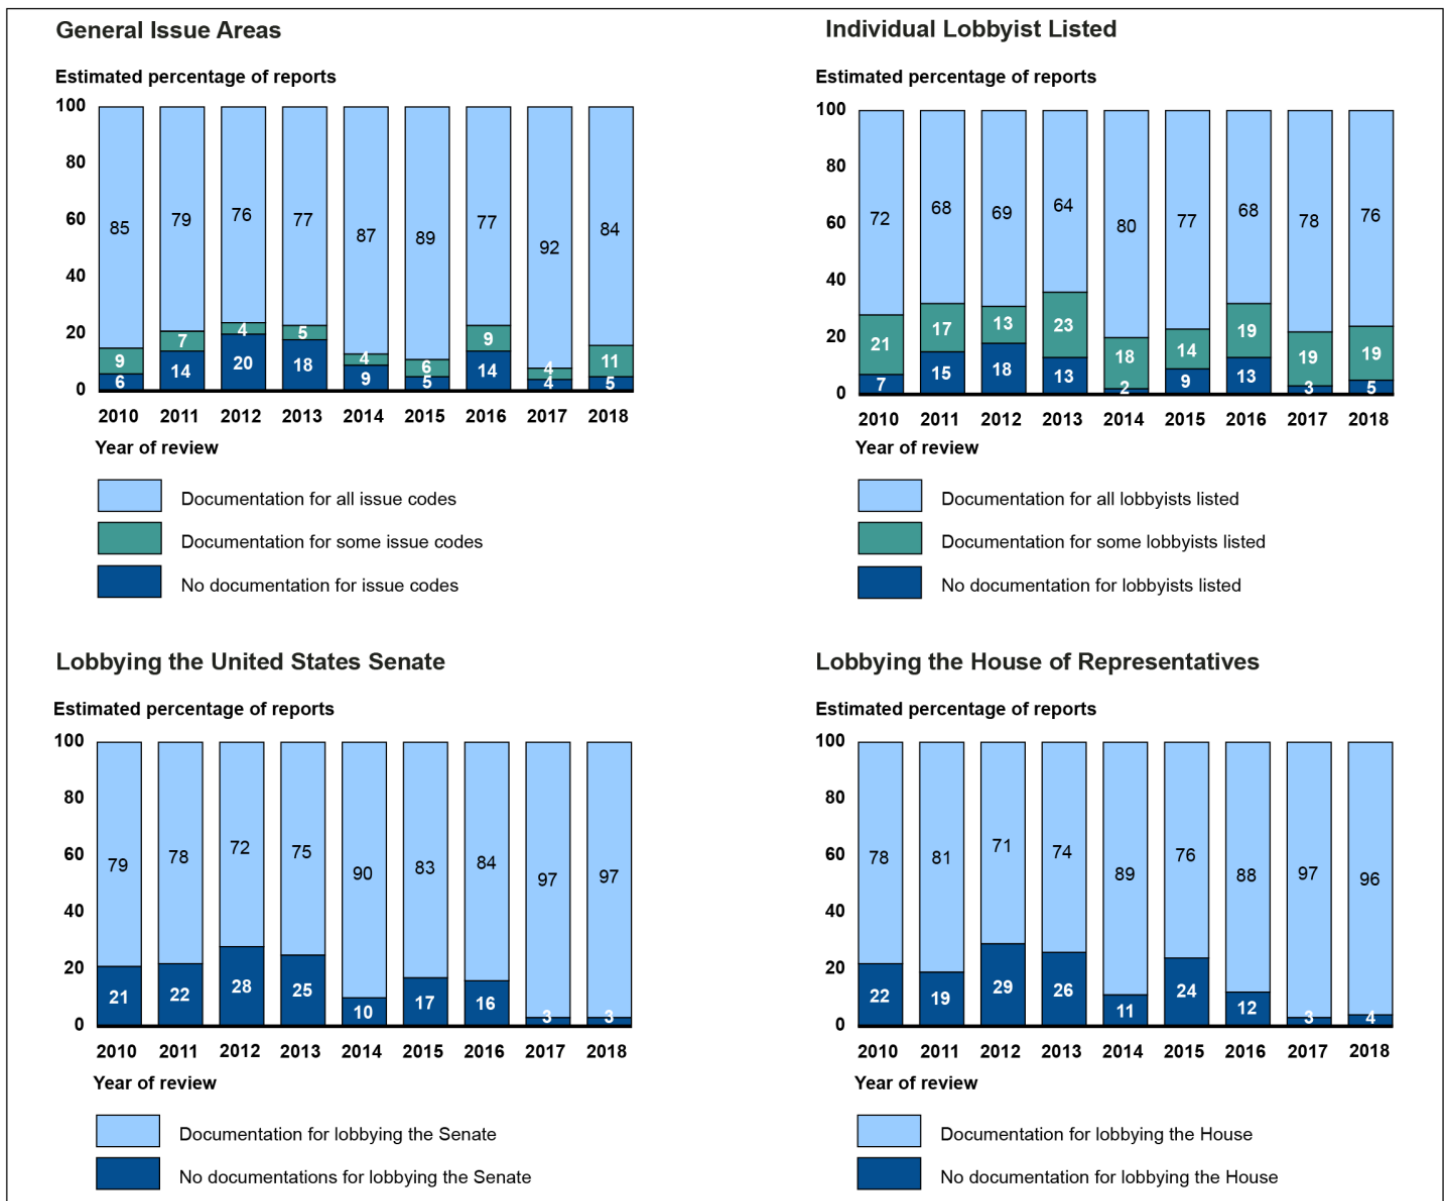 General Issue Areas
Estimated percentage of reports
100
80
60
40
20
0
85 79 76 77 87 89 77 92 84
9 7 4 5 4 6 9 4 11
6 14 20 18 9 5 14 4 5
2010 2011 2012 2013 2014 2015 2016 2017 2018
Year of review
Documentation for all issue codes
Documentation for some issue codes
No documentation for issue codes
Individual Lobbyist Listed
Estimated percentage of reports
100
80
60
40
20
0
72 68 69 64 80 77 68 78 76
21 17 13 23 18 14 19 19 19
7 15 18 13 2 9 13 3 5
2010 2011 2012 2013 2014 2015 2016 2017 2018
Year of review
Documentation for all lobbyists listed
Documentation for some lobbyists listed
No documentation for lobbyists listed
Lobbying the United States Senate
Estimated percentage of reports
100
80
60
40
20
0
79 78 72 75 90 83 84 97 97
21 22 28 25 10 17 16 3 3
2010 2011 2012 2013 2014 2015 2016 2017 2018
Year of review
Documentation for lobbying the Senate
No documentations for lobbying the Senate
Lobbying the House of Representatives
Estimated percentage of reports
100
80
60
40
20
0
78 81 71 74 89 76 88 97 96
22 19 29 26 11 24 12 3 4
2010 2011 2012 2013 2014 2015 2016 2017 2018
Year of review
Documentation for lobbying the House
No documentation for lobbying the House